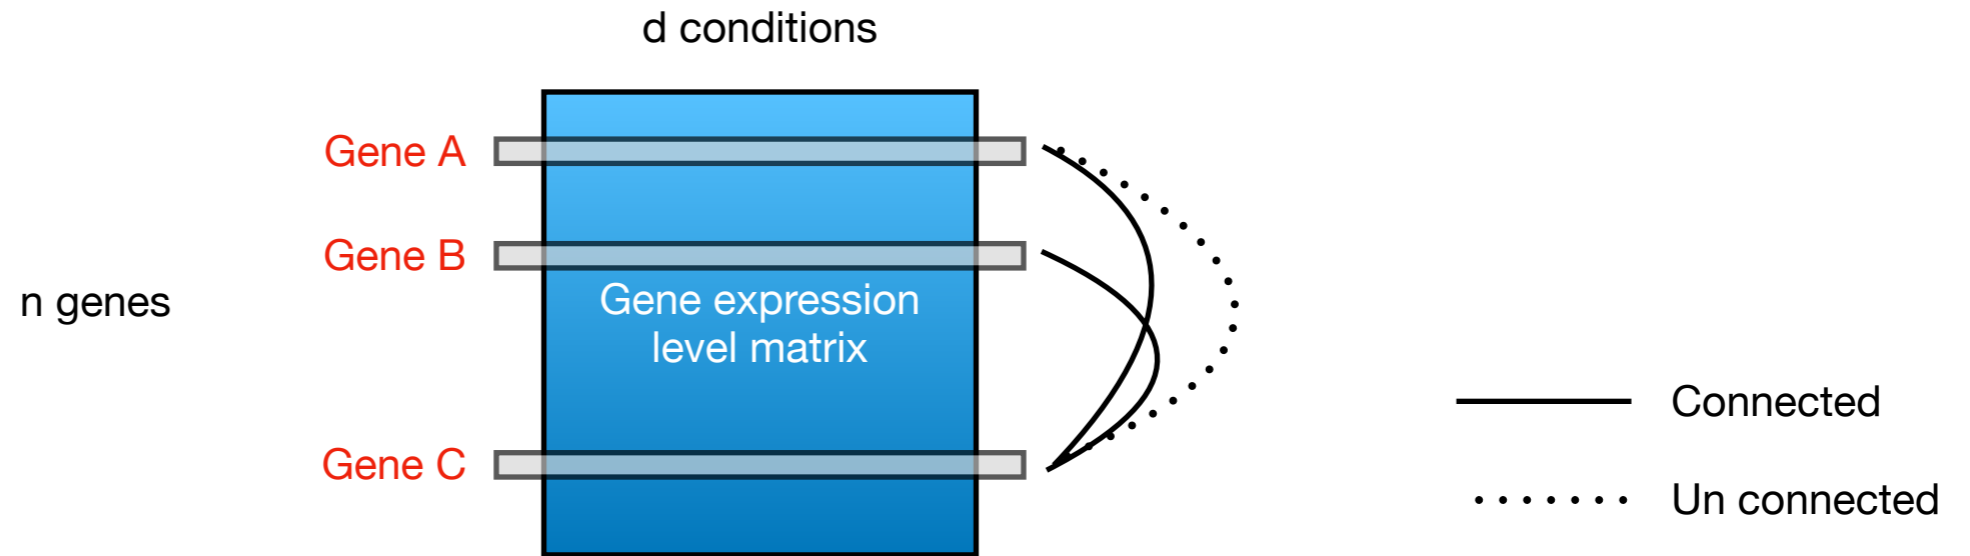 d conditions
Gene A
Gene B
n genes
Gene expression
level matrix
Gene C
Connected
Un connected